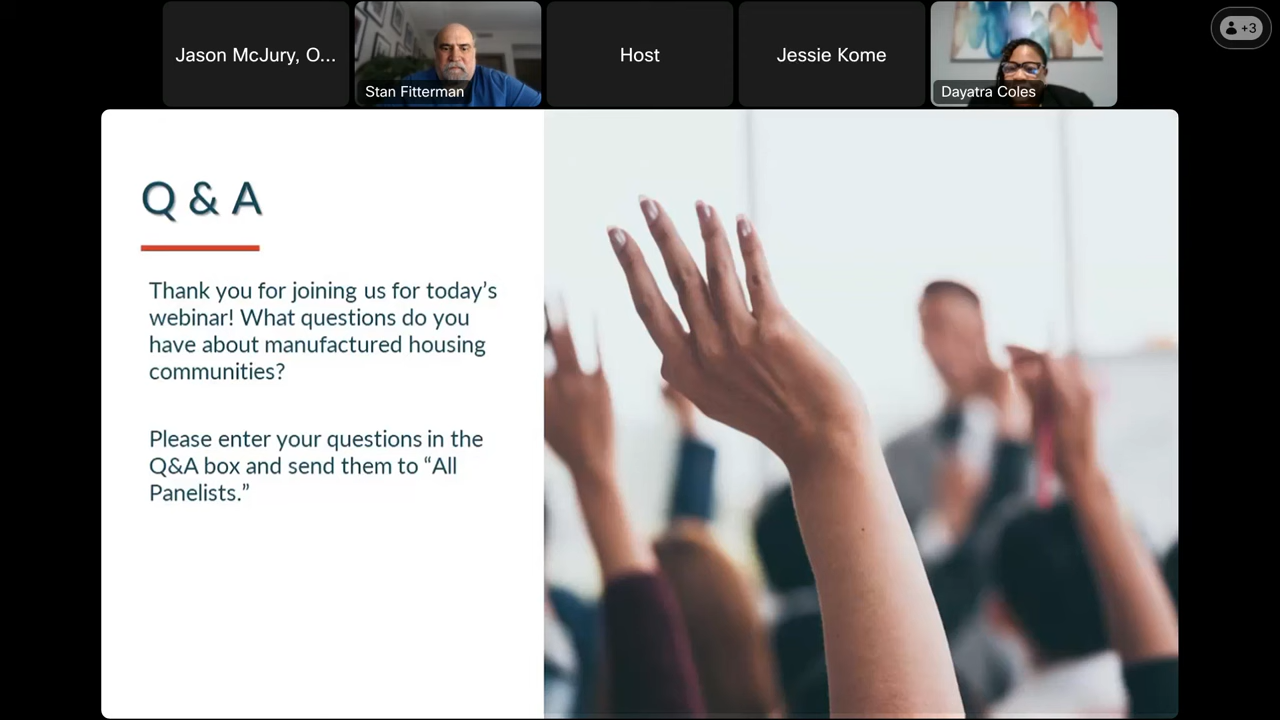 Jason McJury, O...
Stan Fitterman
Host
Jessie Kome
Dayatra Coles
+3
Q & A
Thank you for joining us for today’s
webinar! What questions do you
have about manufactured housing
communities?
Please enter your questions in the
Q&A box and send them to “All
Panelists.”